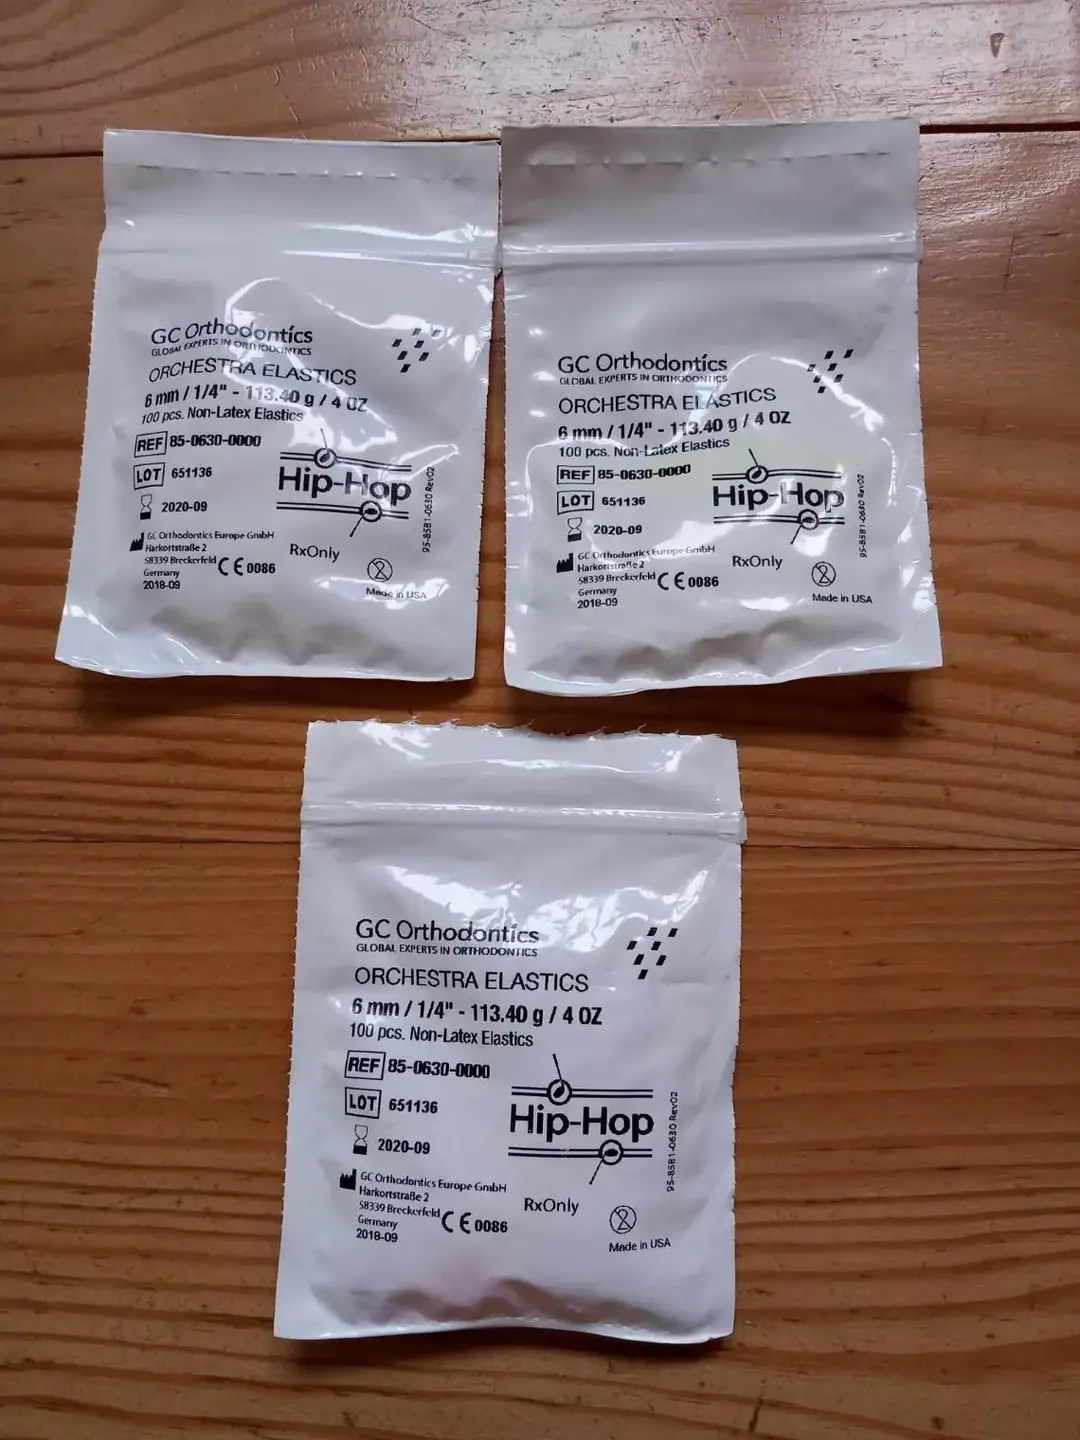 GC Orthodontics
GLOBAL EXPERTS IN ORTHODONTICS
ORCHESTRA ELASTICS
6 mm / 1/4" - 113.40 g / 4 OZ
100 pcs. Non-Latex Elastics
REF 85-0630-0000
LOT 651136
2020-09
Hip-Hop
GC Orthodontics Europe GmbH
Harkortstraße 2
58339 Breckerfeld
Germany
2018-09
CE 0086
RxOnly
2
Made in USA
95-85B1-0630 Rev02
GC Orthodontics
GLOBAL EXPERTS IN ORTHODONTICS
ORCHESTRA ELASTICS
6 mm / 1/4" - 113.40 g / 4 OZ
100 pcs. Non-Latex Elastics
REF 85-0630-0000
LOT 651136
2020-09
Hip-Hop
GC Orthodontics Europe GmbH
Harkortstraße 2
58339 Breckerfeld
Germany
2018-09
CE 0086
RxOnly
2
Made in USA
95-85B1-0630 Rev02
GC Orthodontics
GLOBAL EXPERTS IN ORTHODONTICS
ORCHESTRA ELASTICS
6 mm / 1/4" - 113.40 g / 4 OZ
100 pcs. Non-Latex Elastics
REF 85-0630-0000
LOT 651136
2020-09
Hip-Hop
GC Orthodontics Europe GmbH
Harkortstraße 2
58339 Breckerfeld
Germany
2018-09
CE 0086
RxOnly
2
Made in USA
95-85B1-0630 Rev02